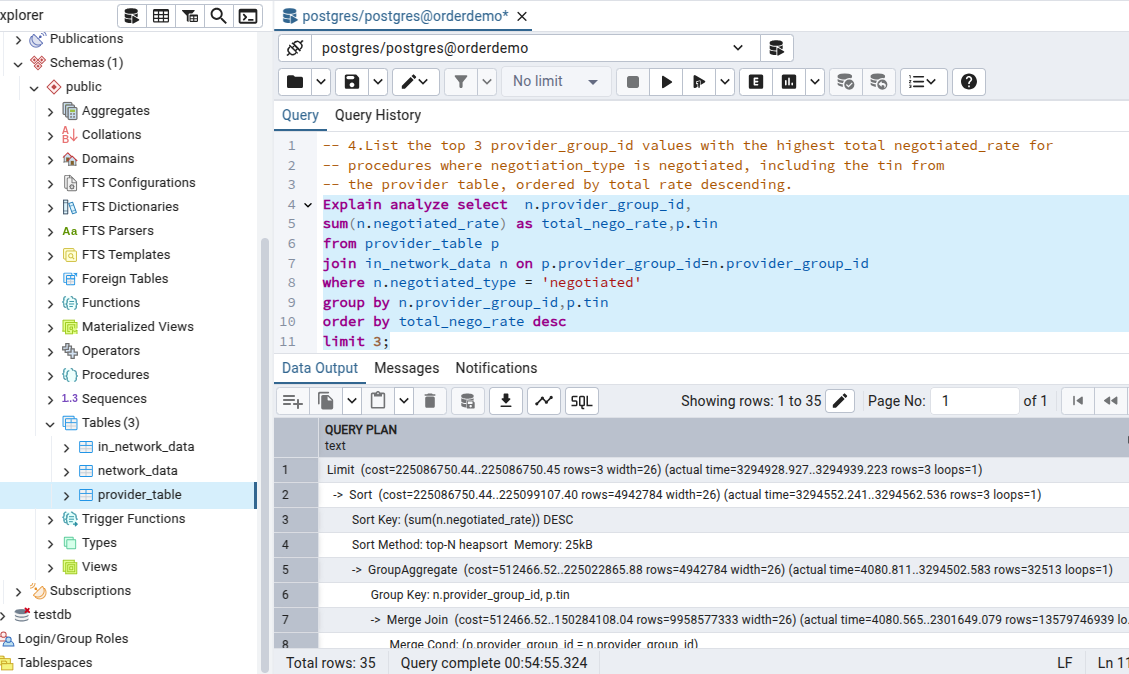 xplorer
Publications
Schemas (1)
public
Aggregates
Collations
Domains
FTS Configurations
FTS Dictionaries
Aa FTS Parsers
FTS Templates
Foreign Tables
Functions
Materialized Views
Operators
Procedures
1..3 Sequences
Tables (3)
in_network_data
network_data
provider_table
Trigger Functions
Types
Views
Subscriptions
testdb
Login/Group Roles
Tablespaces
postgres/postgres@orderdemo*
postgres/postgres@orderdemo
No limit
E
Query Query History
1 -- 4.List the top 3 provider_group_id values with the highest total negotiated_rate for
2 -- procedures where negotiation_type is negotiated, including the tin from
3 -- the provider table, ordered by total rate descending.
4 Explain analyze select n.provider_group_id,
5 sum(n.negotiated_rate) as total_nego_rate,p.tin
6 from provider_table p
7 join in_network_data n on p.provider_group_id=n.provider_group_id
8 where n.negotiated_type = 'negotiated'
9 group by n.provider_group_id,p.tin
10 order by total_nego_rate desc
11 limit 3;
Data Output Messages Notifications
SQL Showing rows: 1 to 35 Page No: 1 of 1
QUERY PLAN
text
1 Limit (cost=225086750.44..225086750.45 rows=3 width=26) (actual time=3294928.927..3294939.223 rows=3 loops=1)
2 -> Sort (cost=225086750.44..225099107.40 rows=4942784 width=26) (actual time=3294552.241..3294562.536 rows=3 loops=1)
3 Sort Key: (sum(n.negotiated_rate)) DESC
4 Sort Method: top-N heapsort Memory: 25kB
5 -> GroupAggregate (cost=512466.52..225022865.88 rows=4942784 width=26) (actual time=4080.811..3294502.583 rows=32513 loops=1)
6 Group Key: n.provider_group_id, p.tin
7 -> Merge Join (cost=512466.52..150284108.04 rows=9958577333 width=26) (actual time=4080.565..2301649.079 rows=13579746939 lo...
8 Merge Cond: (p.provider_group_id = n.provider_group_id)
Total rows: 35 Query complete 00:54:55.324 LF Ln 11